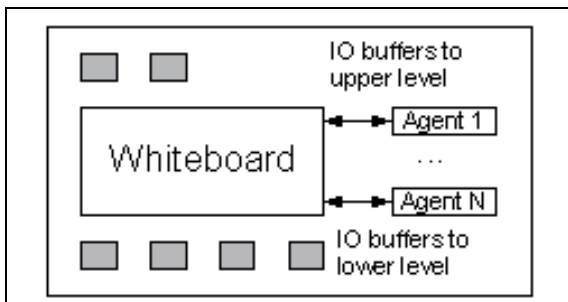 IO buffers to
upper level
Whiteboard
Agent 1
...
Agent N
IO buffers to
lower level